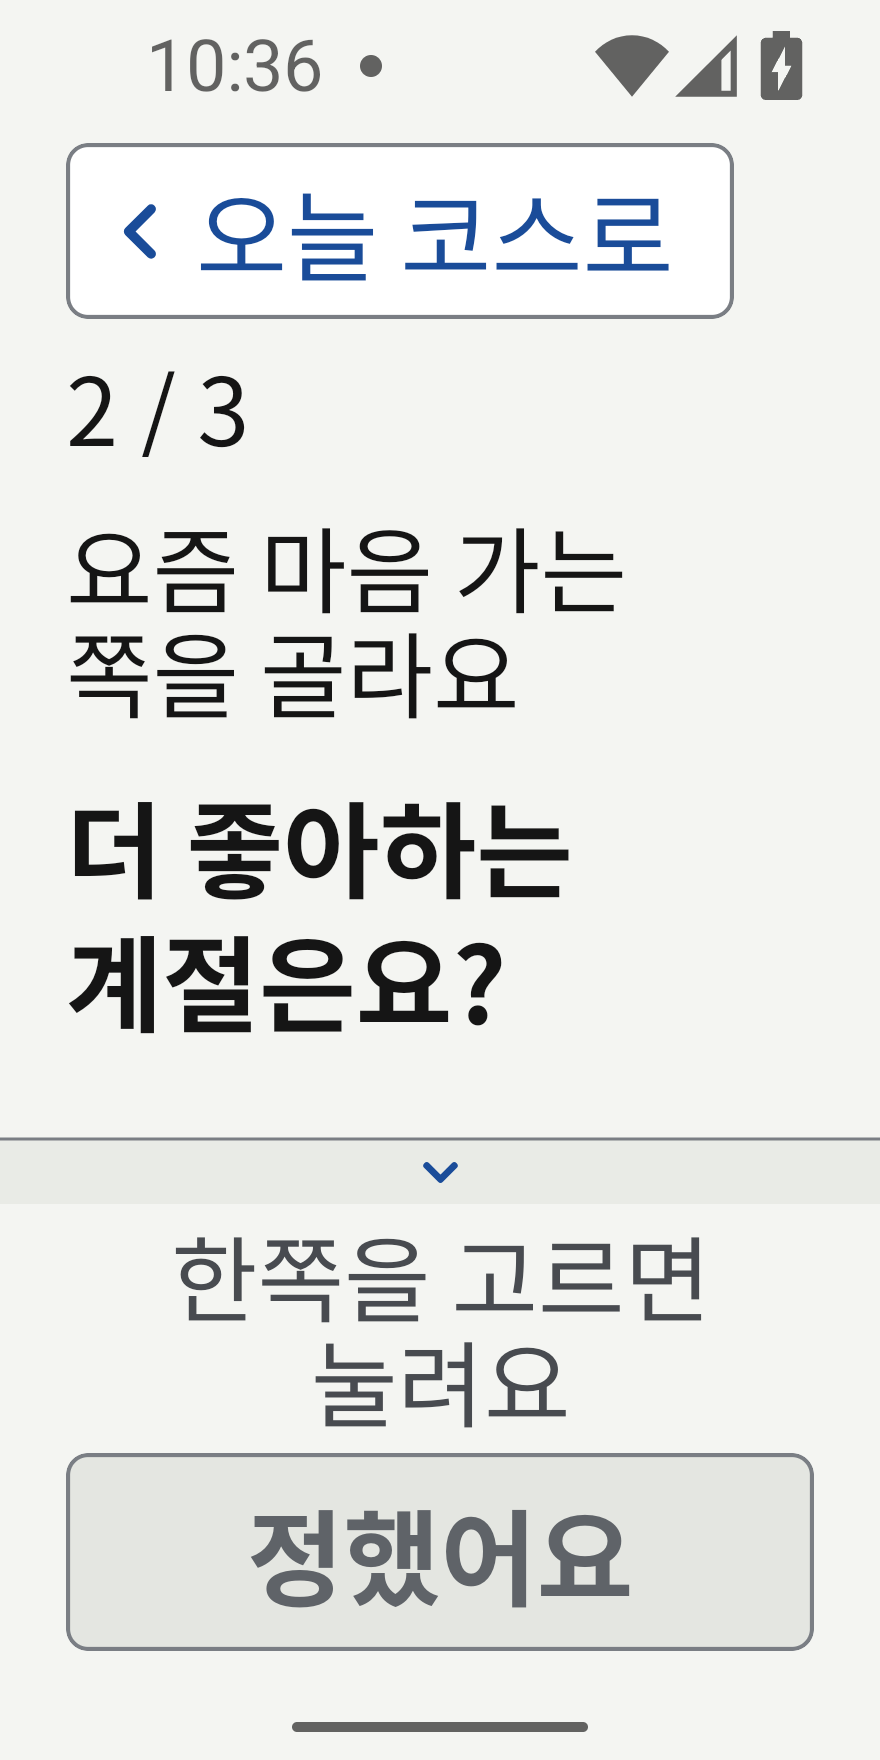 10:36
오늘 코스로
2 / 3
요즘 마음 가는
쪽을 골라요
더 좋아하는
계절은요?
한쪽을 고르면
눌려요
정했어요